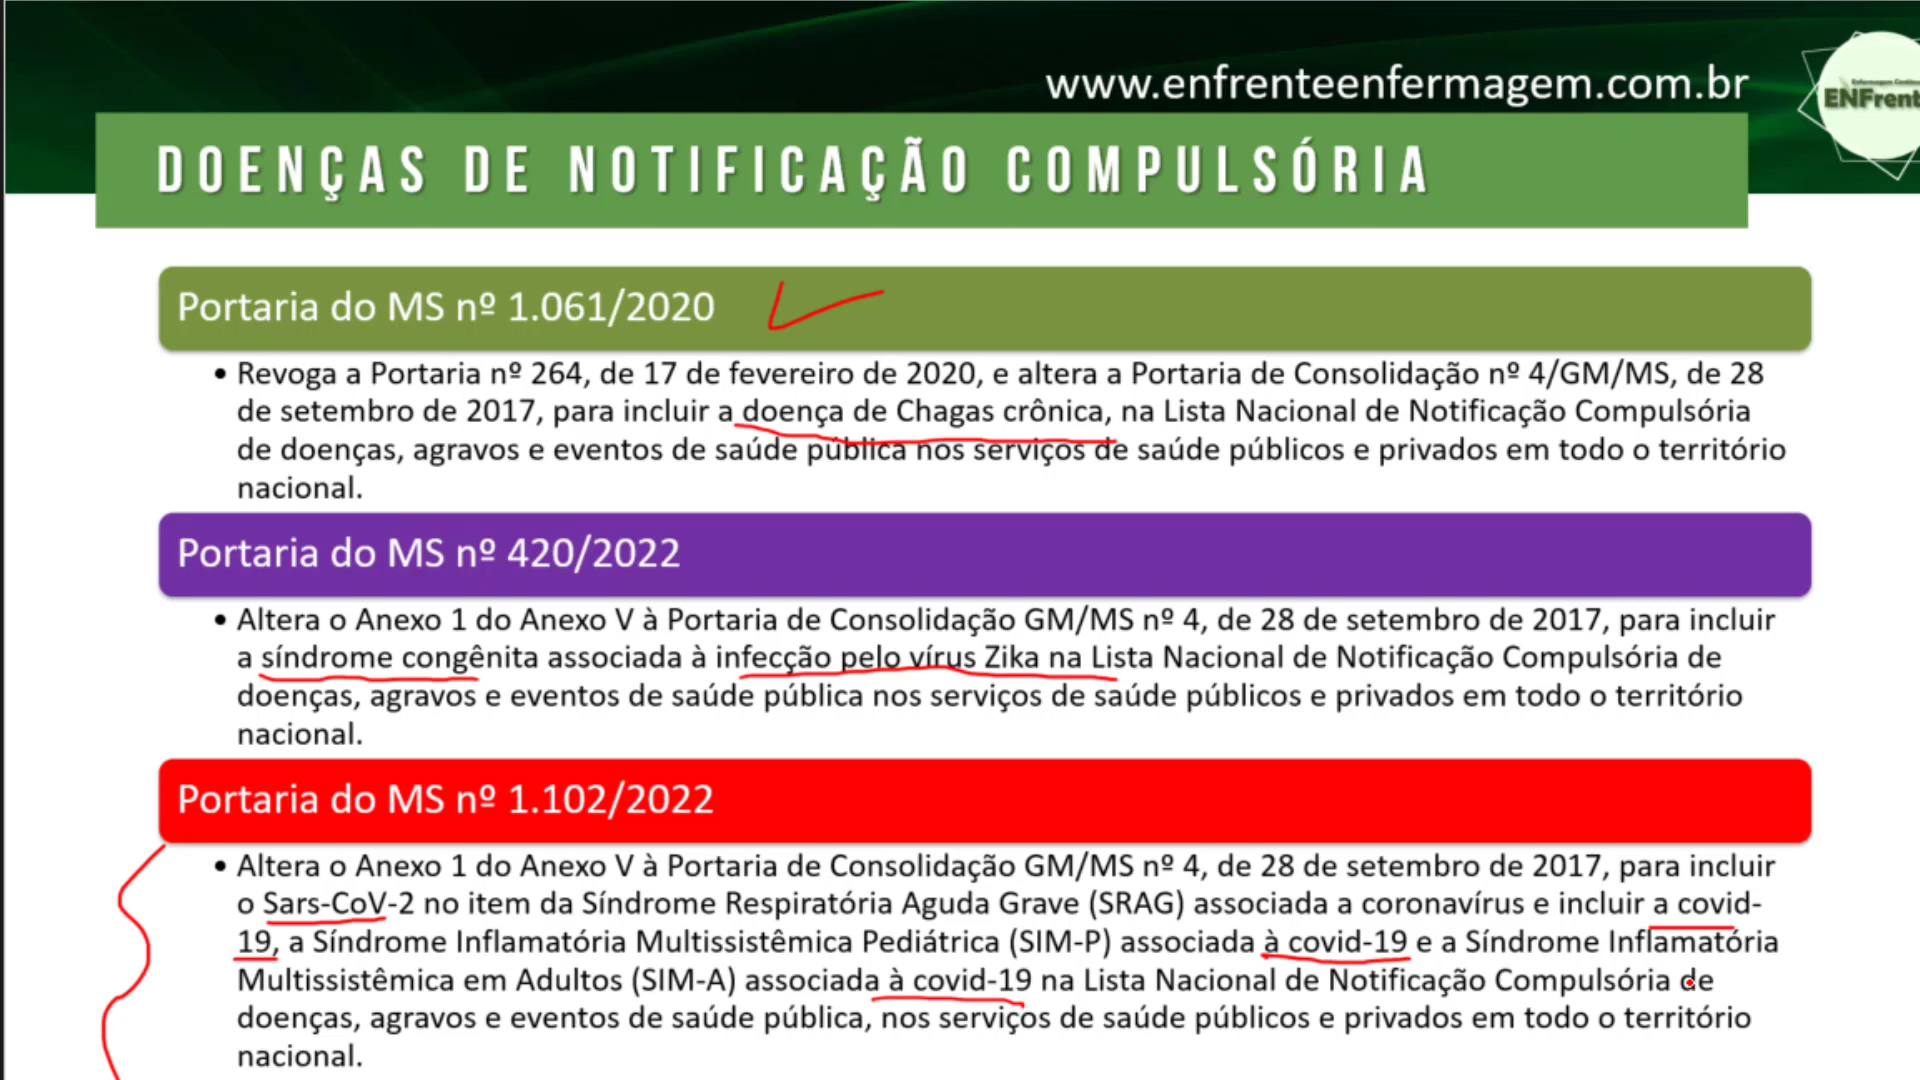 www.enfrenteenfermagem.com.br
ENFrent
DOENÇAS DE NOTIFICAÇÃO COMPULSÓRIA
Portaria do MS nº 1.061/2020
• Revoga a Portaria nº 264, de 17 de fevereiro de 2020, e altera a Portaria de Consolidação nº 4/GM/MS, de 28
de setembro de 2017, para incluir a doença de Chagas crônica, na Lista Nacional de Notificação Compulsória
de doenças, agravos e eventos de saúde pública nos serviços de saúde públicos e privados em todo o território
nacional.
Portaria do MS nº 420/2022
• Altera o Anexo 1 do Anexo V à Portaria de Consolidação GM/MS nº 4, de 28 de setembro de 2017, para incluir
a síndrome congênita associada à infecção pelo vírus Zika na Lista Nacional de Notificação Compulsória de
doenças, agravos e eventos de saúde pública nos serviços de saúde públicos e privados em todo o território
nacional.
Portaria do MS nº 1.102/2022
• Altera o Anexo 1 do Anexo V à Portaria de Consolidação GM/MS nº 4, de 28 de setembro de 2017, para incluir
o Sars-CoV-2 no item da Síndrome Respiratória Aguda Grave (SRAG) associada a coronavírus e incluir a covid-
19, a Síndrome Inflamatória Multissistêmica Pediátrica (SIM-P) associada à covid-19 e a Síndrome Inflamatória
Multissistêmica em Adultos (SIM-A) associada à covid-19 na Lista Nacional de Notificação Compulsória de
doenças, agravos e eventos de saúde pública, nos serviços de saúde públicos e privados em todo o território
nacional.